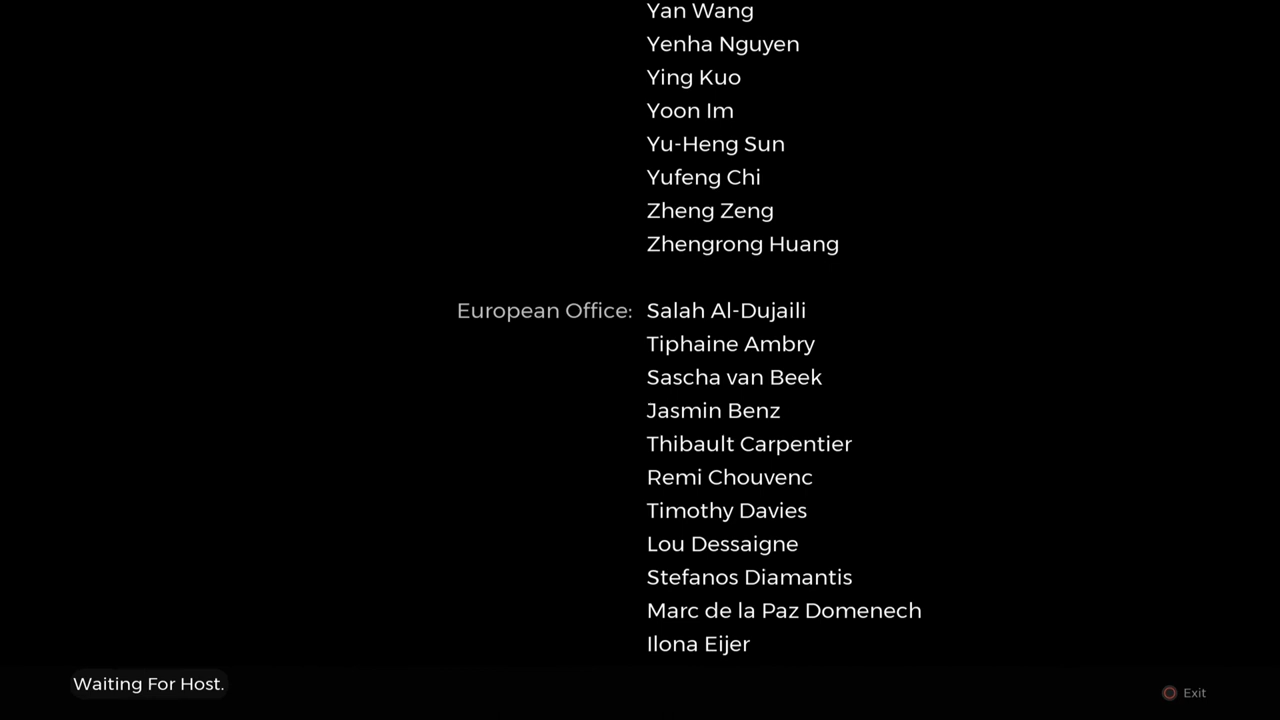 Yan Wang
Yenha Nguyen
Ying Kuo
Yoon Im
Yu-Heng Sun
Yufeng Chi
Zheng Zeng
Zhengrong Huang
European Office: Salah Al-Dujaili
Tiphaine Ambry
Sascha van Beek
Jasmin Benz
Thibault Carpentier
Remi Chouvenc
Timothy Davies
Lou Dessaigne
Stefanos Diamantis
Marc de la Paz Domenech
Ilona Eijer
Waiting For Host.
Exit